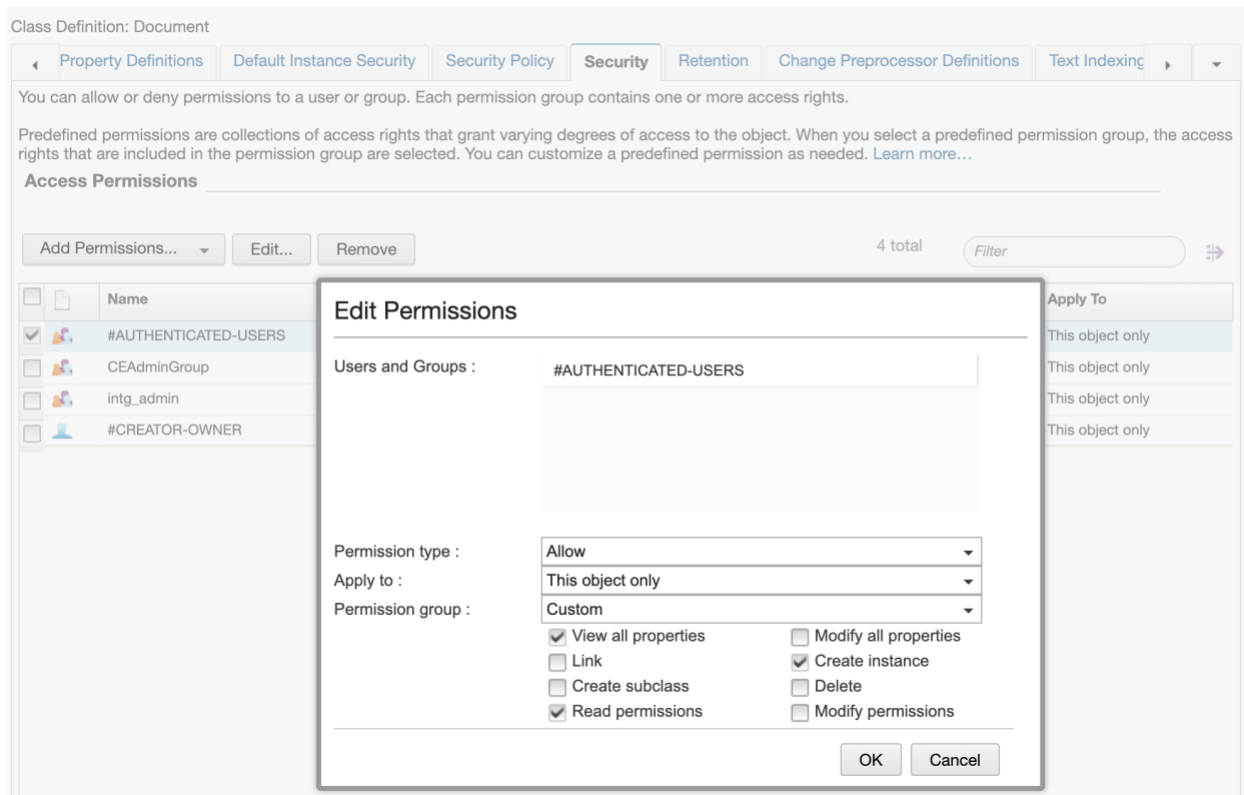 Class Definition: Document
Property Definitions Default Instance Security Security Policy Security Retention Change Preprocessor Definitions Text Indexing
You can allow or deny permissions to a user or group. Each permission group contains one or more access rights.
Predefined permissions are collections of access rights that grant varying degrees of access to the object. When you select a predefined permission group, the access
rights that are included in the permission group are selected. You can customize a predefined permission as needed. Learn more…
Access Permissions
Add Permissions... Edit... Remove 4 total Filter
Name Apply To
#AUTHENTICATED-USERS This object only
CEAdminGroup This object only
intg_admin This object only
#CREATOR-OWNER This object only
Edit Permissions
Users and Groups : #AUTHENTICATED-USERS
Permission type : Allow
Apply to : This object only
Permission group : Custom
View all properties Modify all properties
Link Create instance
Create subclass Delete
Read permissions Modify permissions
OK Cancel